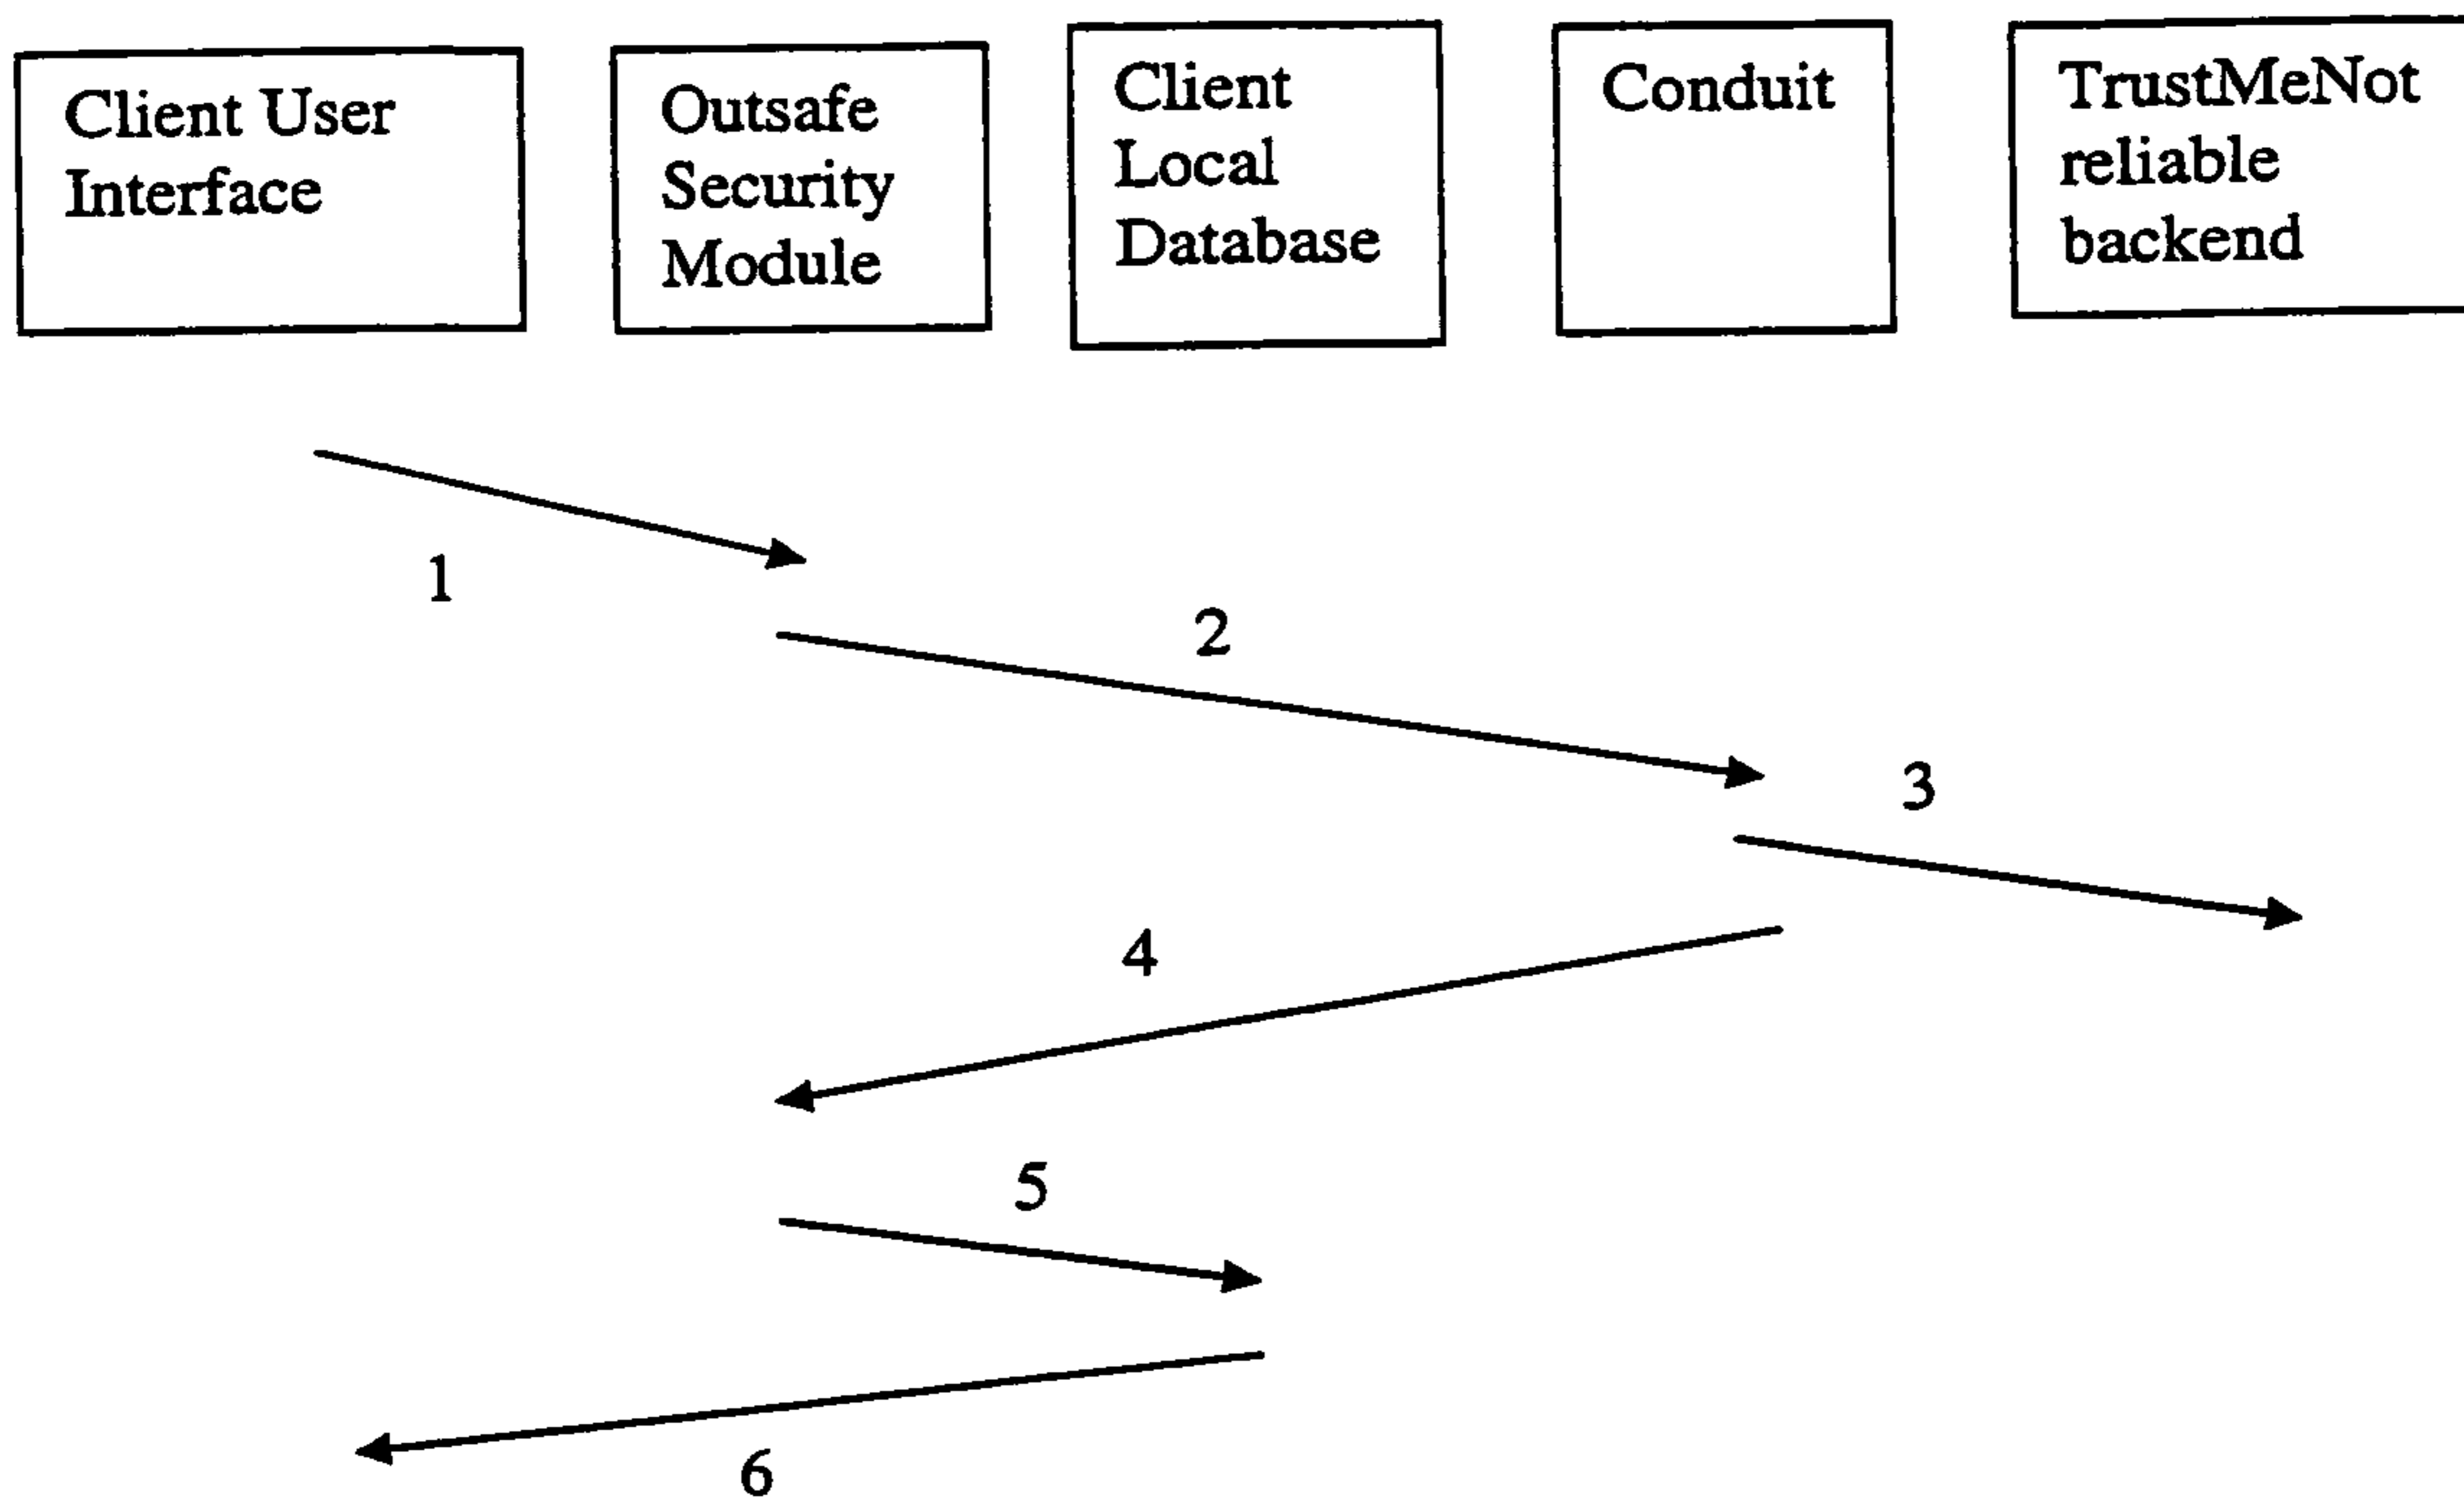 Client User
Interface
Outsafe
Security
Module
Client
Local
Database
Conduit
TrustMeNot
reliable
backend
1
2
3
4
5
6